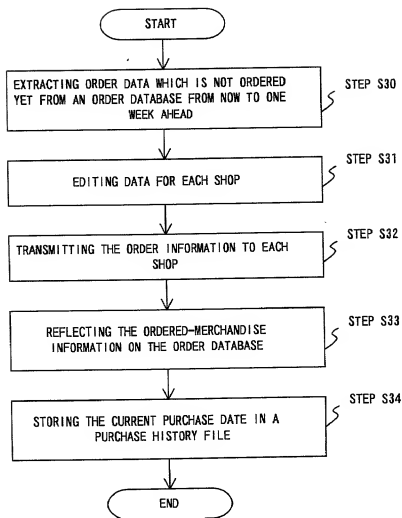 START
EXTRACTING ORDER DATA WHICH IS NOT ORDERED
YET FROM AN ORDER DATABASE FROM NOW TO ONE
WEEK AHEAD
STEP S30
EDITING DATA FOR EACH SHOP
STEP S31
TRANSMITTING THE ORDER INFORMATION TO EACH
SHOP
STEP S32
REFLECTING THE ORDERED-MERCHANDISE
INFORMATION ON THE ORDER DATABASE
STEP S33
STORING THE CURRENT PURCHASE DATE IN A
PURCHASE HISTORY FILE
STEP S34
END